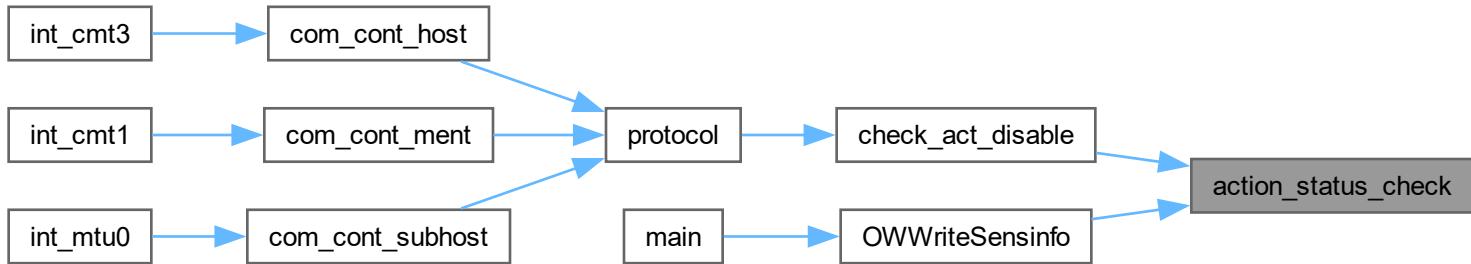 int_cmt3
com_cont_host
int_cmt1
com_cont_ment
protocol
check_act_disable
action_status_check
int_mtu0
com_cont_subhost
main
OWWriteSensinfo